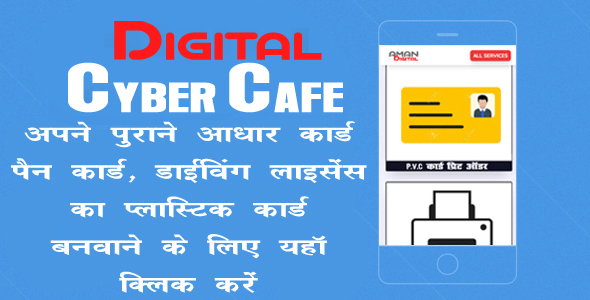 DIGITAL
CYBER CAFE
अपने पुराने आधार कार्ड
पैन कार्ड, डाईविंग लाइसेंस
का प्लास्टिक कार्ड
बनवाने के लिए यहॉ
क्लिक करें
AMAN
DIGITAL
ALL SERVICES
P.V.C कार्ड प्रिट ऑडर